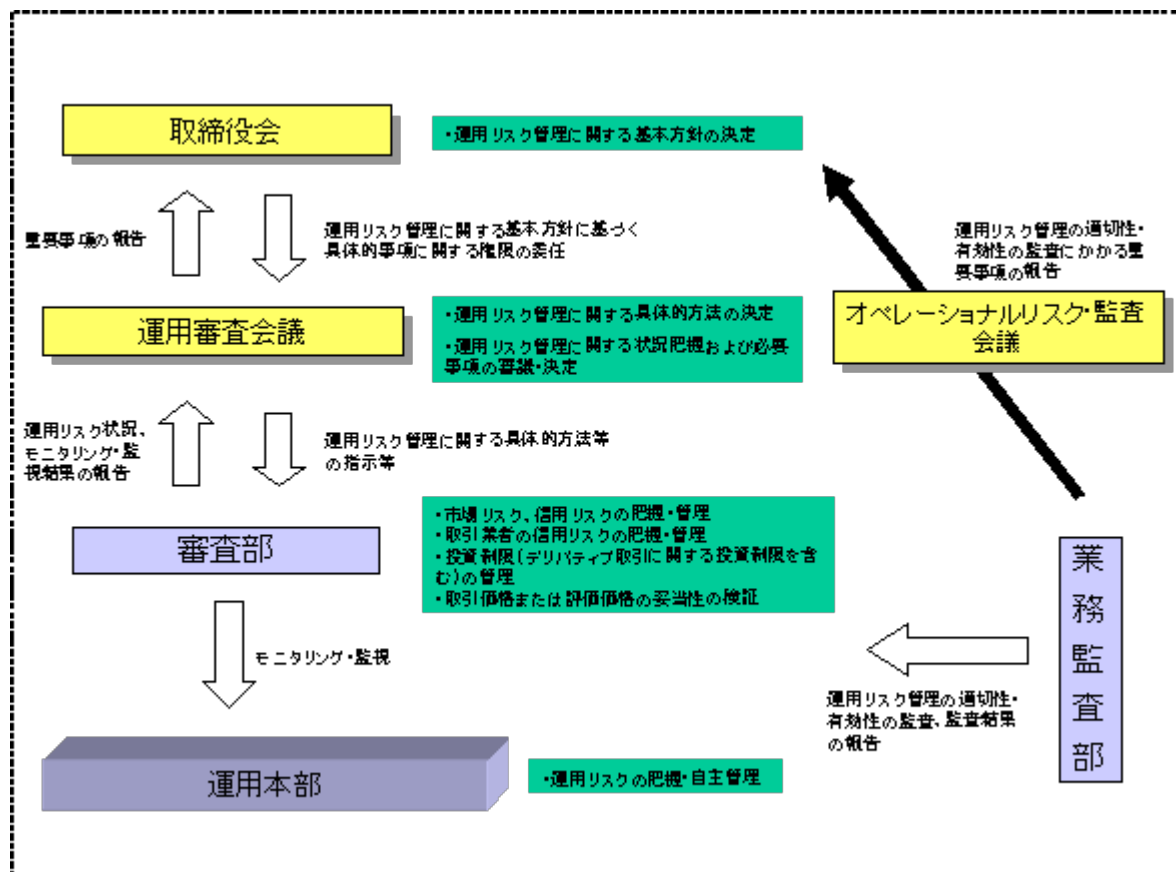 取締役会
・運用リスク管理に関する基本方針の決定
重要事項の報告
運用リスク管理に関する基本方針に基づく
具体的事項に関する権限の委任
運用リスク管理の適切性・
有効性の監査にかかる重
要事項の報告
運用審査会議
・運用リスク管理に関する具体的方法の決定
・運用リスク管理に関する状況把握および必要
事項の審議・決定
オペレーショナルリスク・監査
会議
運用リスク状況、
モニタリング・監
視結果の報告
運用リスク管理に関する具体的方法等
の指示等
審査部
・市場リスク、信用リスクの把握・管理
・取引業者の信用リスクの把握・管理
・投資制限(デリバティブ取引に関する投資制限を含
む)の管理
・取引価格または評価価格の妥当性の検証
業務監査部
モニタリング・監視
運用リスク管理の適切性・
有効性の監査、監査結果
の報告
運用本部
・運用リスクの把握・自主管理